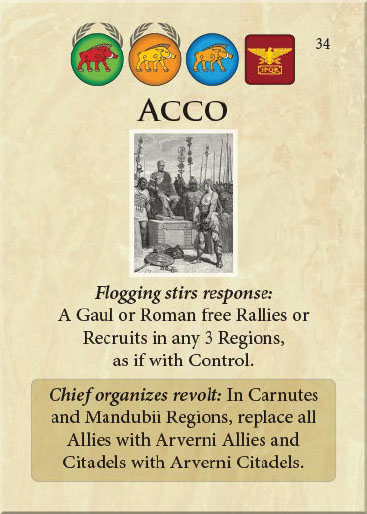 34
ACCO
SPQR
Flogging stirs response:
A Gaul or Roman free Rallies or
Recruits in any 3 Regions,
as if with Control.
Chief organizes revolt: In Carnutes
and Mandubii Regions, replace all
Allies with Arverni Allies and
Citadels with Arverni Citadels.